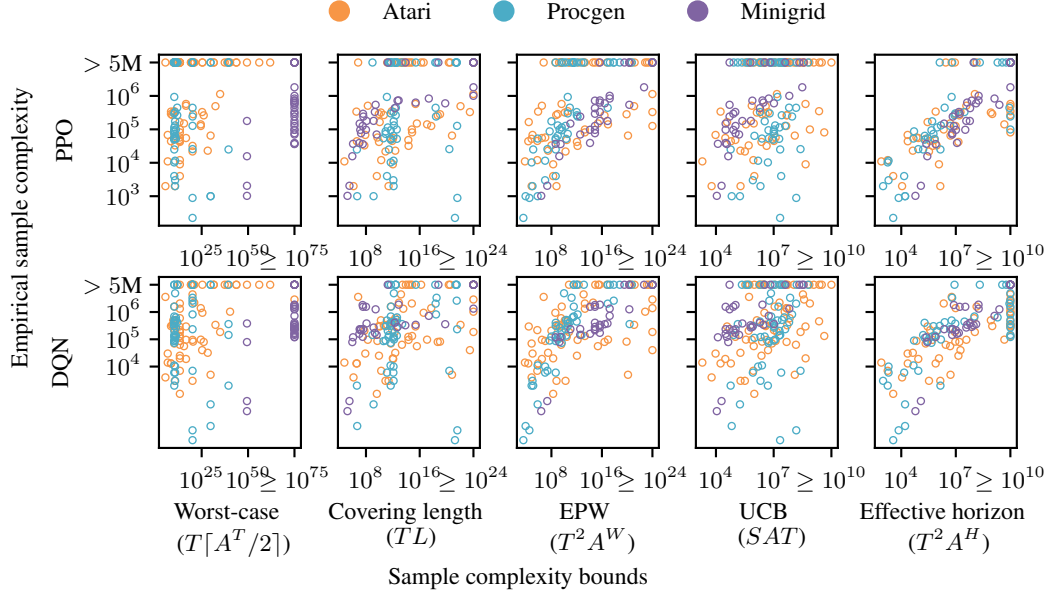 Atari Procgen Minigrid
Empirical sample complexity
PPO
> 5M
10^6
10^5
10^4
10^3
10^25 10^50 ≥ 10^75
10^8 10^16 ≥ 10^24
10^8 10^16 ≥ 10^24
10^4 10^7 ≥ 10^10
10^4 10^7 ≥ 10^10
DQN
> 5M
10^6
10^5
10^4
10^25 10^50 ≥ 10^75
10^8 10^16 ≥ 10^24
10^8 10^16 ≥ 10^24
10^4 10^7 ≥ 10^10
10^4 10^7 ≥ 10^10
Worst-case
(T⌈A^T/2⌉)
Covering length
(TL)
EPW
(T^2 A^W)
UCB
(SAT)
Effective horizon
(T^2 A^H)
Sample complexity bounds